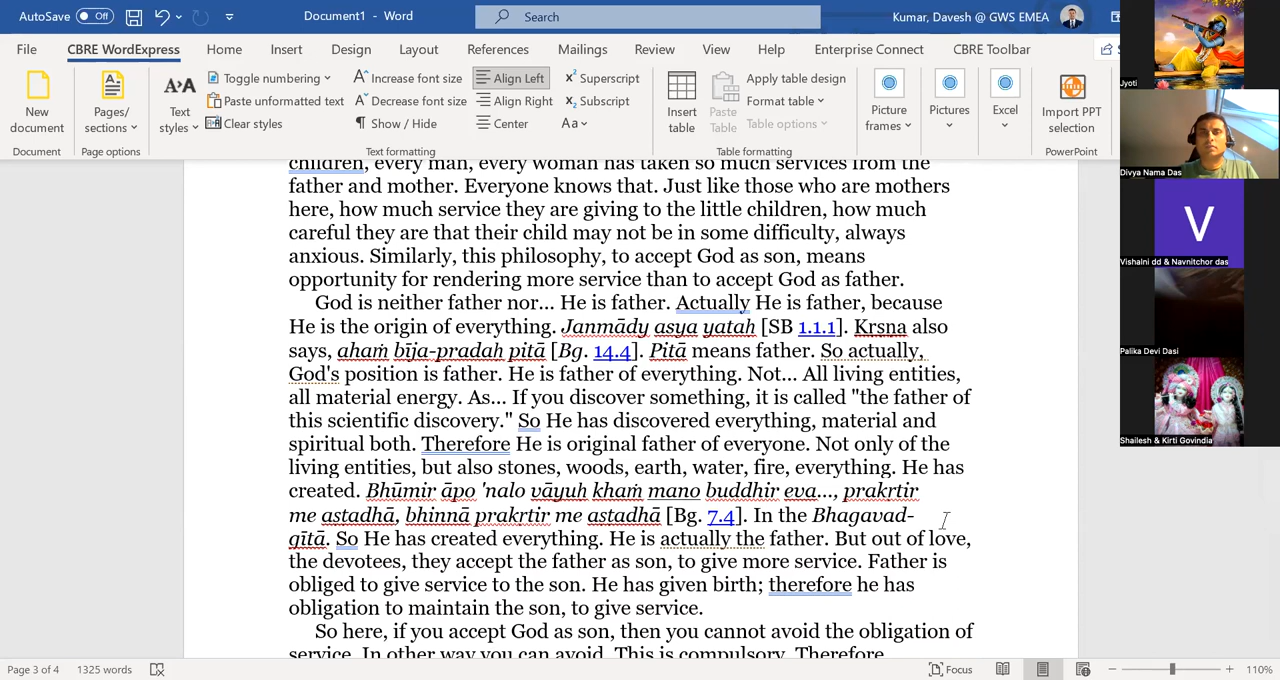 AutoSave Off Document1 - Word Search Kumar, Davesh @ GWS EMEA
File CBRE WordExpress Home Insert Design Layout References Mailings Review View Help Enterprise Connect CBRE Toolbar
New document
Pages/ sections
Text styles
Toggle numbering Increase font size Align Left Superscript
Paste unformatted text Decrease font size Align Right Subscript
Clear styles Show / Hide Center Aa
Insert table
Paste Table
Apply table design
Format table
Table options
Picture frames
Pictures
Excel
Import PPT selection
Document Page options Text formatting Table formatting PowerPoint
children, every man, every woman has taken so much services from the
father and mother. Everyone knows that. Just like those who are mothers
here, how much service they are giving to the little children, how much
careful they are that their child may not be in some difficulty, always
anxious. Similarly, this philosophy, to accept God as son, means
opportunity for rendering more service than to accept God as father.
God is neither father nor... He is father. Actually He is father, because
He is the origin of everything. Janmādy asya yataḥ [SB 1.1.1]. Krsna also
says, ahaṁ bīja-pradaḥ pitā [Bg. 14.4]. Pitā means father. So actually,
God's position is father. He is father of everything. Not... All living entities,
all material energy. As... If you discover something, it is called "the father of
this scientific discovery." So He has discovered everything, material and
spiritual both. Therefore He is original father of everyone. Not only of the
living entities, but also stones, woods, earth, water, fire, everything. He has
created. Bhūmir āpo 'nalo vāyuḥ khaṁ mano buddhir eva..., prakṛtir
me aṣṭadhā, bhinnā prakṛtir me aṣṭadhā [Bg. 7.4]. In the Bhagavad-
gītā. So He has created everything. He is actually the father. But out of love,
the devotees, they accept the father as son, to give more service. Father is
obliged to give service to the son. He has given birth; therefore he has
obligation to maintain the son, to give service.
So here, if you accept God as son, then you cannot avoid the obligation of
service. In other way you can avoid. This is compulsory. Therefore
Jyoti
Divya Nama Das
V
Vishalni dd & Navnitchor das
Palika Devi Dasi
Shailesh & Kirti Govindia
Page 3 of 4 1325 words Focus 110%